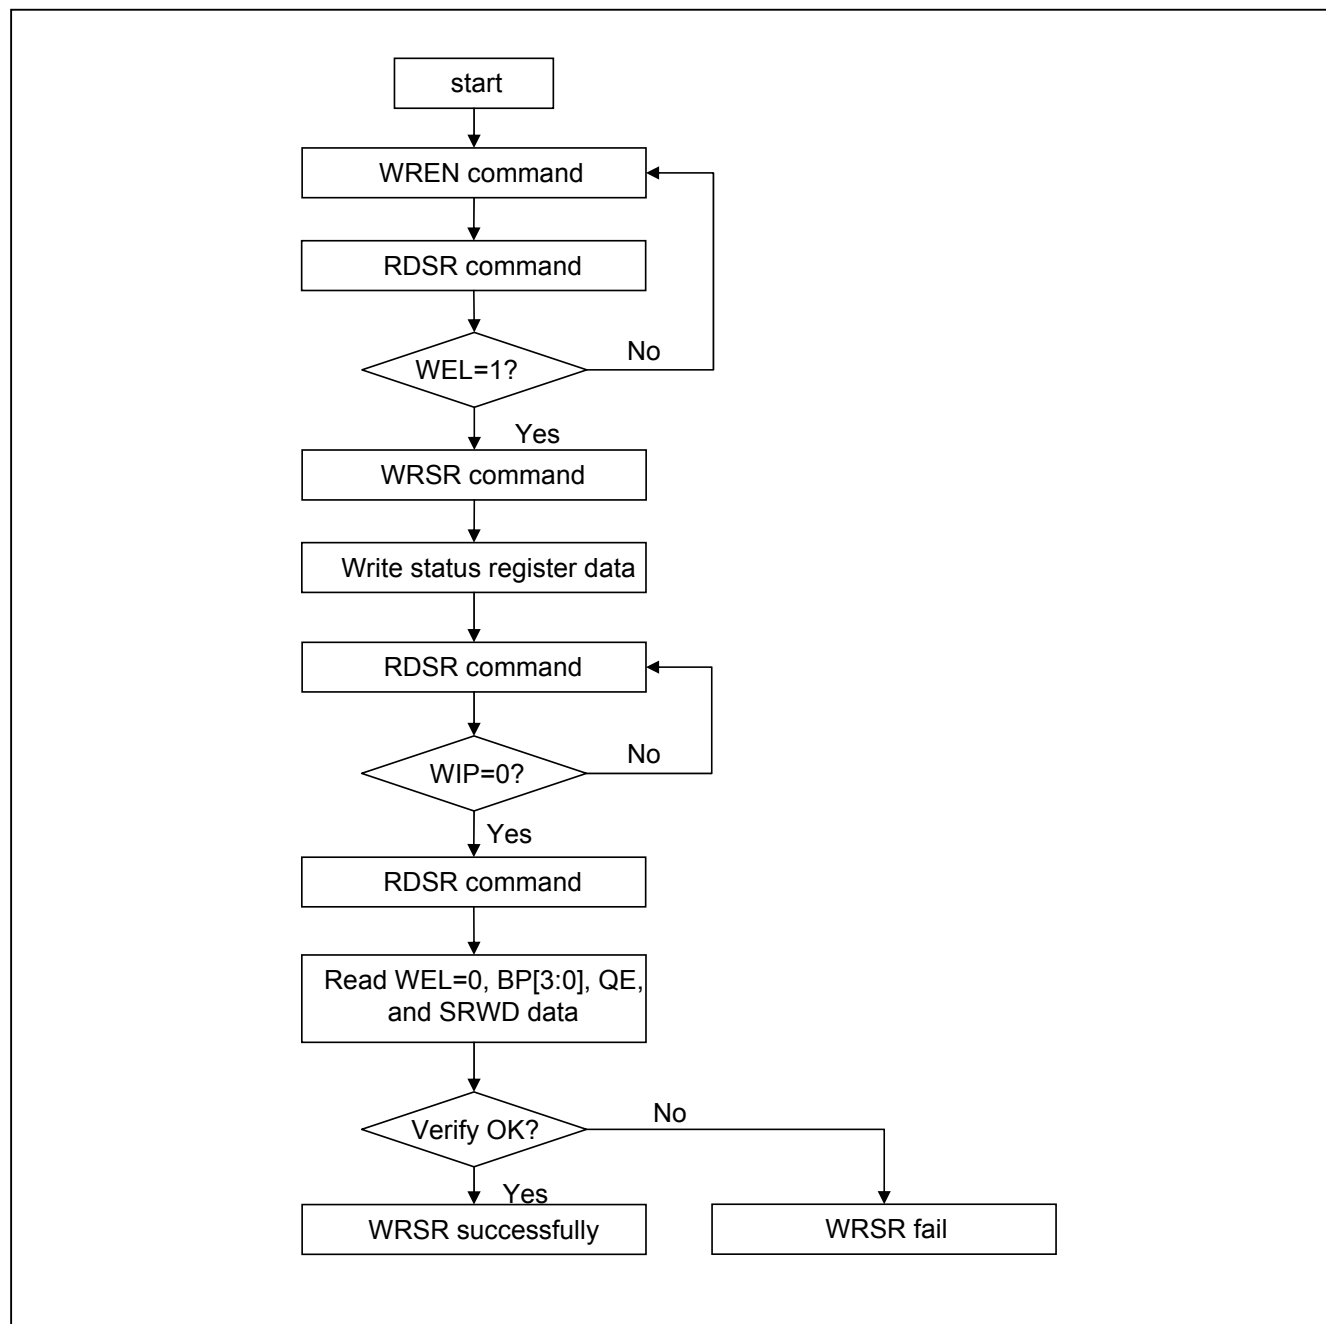 start
WREN command
RDSR command
WEL=1?
No
Yes
WRSR command
Write status register data
RDSR command
WIP=0?
No
Yes
RDSR command
Read WEL=0, BP[3:0], QE,
and SRWD data
Verify OK?
No
Yes
WRSR successfully
WRSR fail